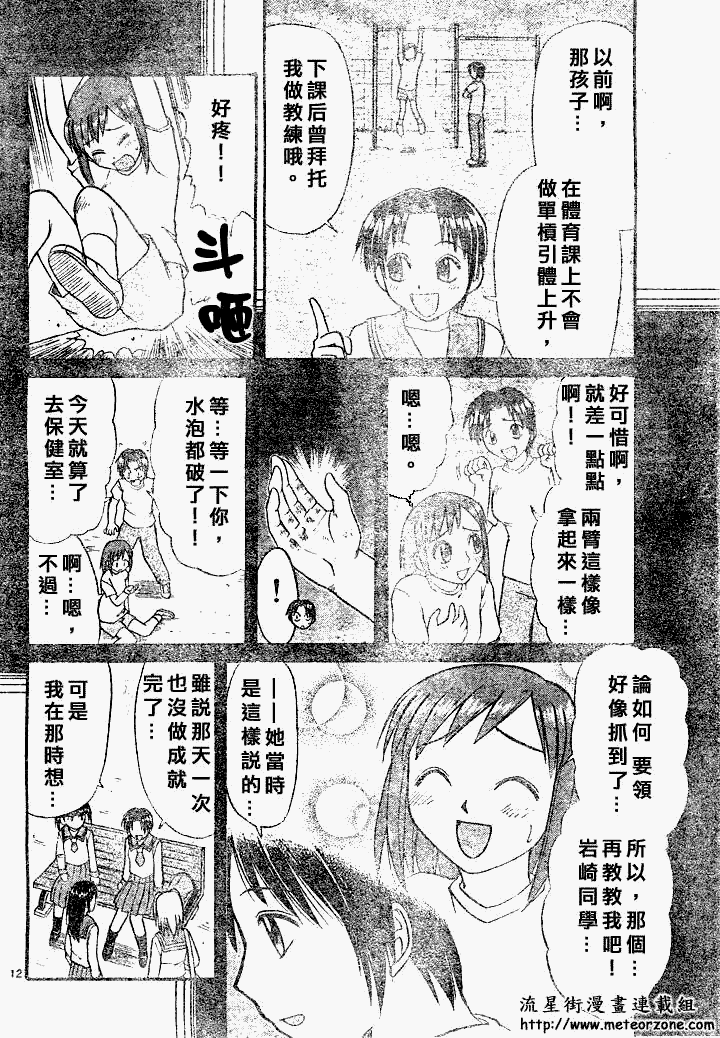 以前啊，
那孩子…
在體育課上不會
做單槓引體上升，
下課后曾拜托
我做教練哦。
好疼！！
斗
咂
好可惜啊，
就差一點點
啊！！
兩臂這樣像
拿起來一樣…
嗯…嗯。
！
等…等一下你，
水泡都破了！！
今天就算了
去保健室…
啊…嗯，
不過…
論如何 要領
好像抓到了…
所以，那個…
再教教我吧！
岩崎同學…
——她當時
是這樣説的…
雖説那天一次
也沒做成就
完了…
可是
我在那時想…
12
流星街漫畫連載組
http://www.meteorzone.com